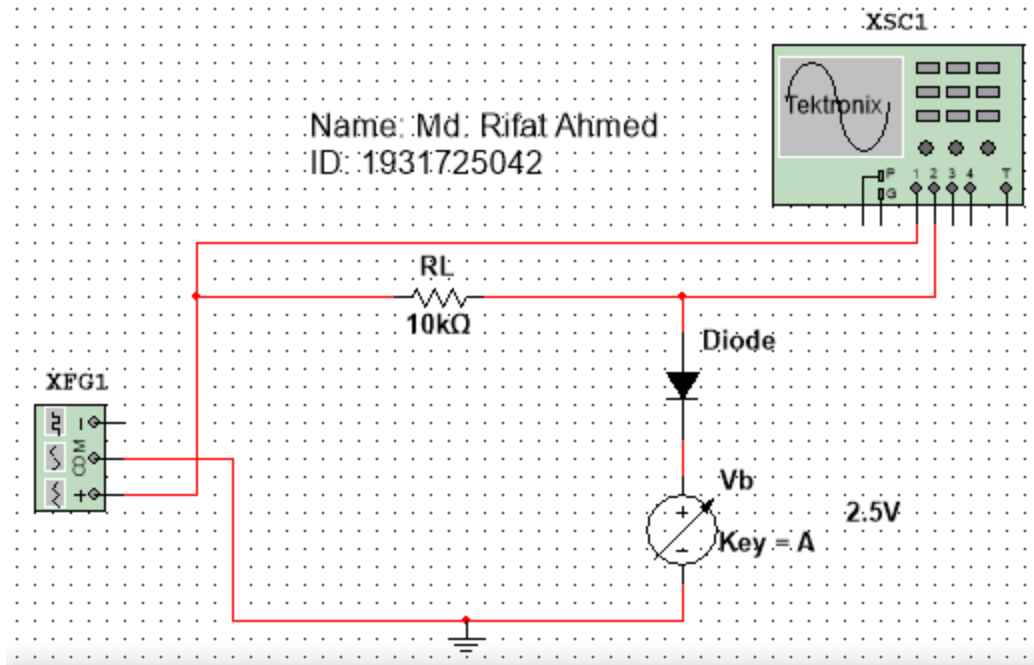 XSC1
Tektronix
P
G
1 2 3 4
T
Name: Md. Rifat Ahmed
ID: 1931725042
RL
10kΩ
Diode
XFG1
COM
+
Vb
+
−
Key = A
2.5V